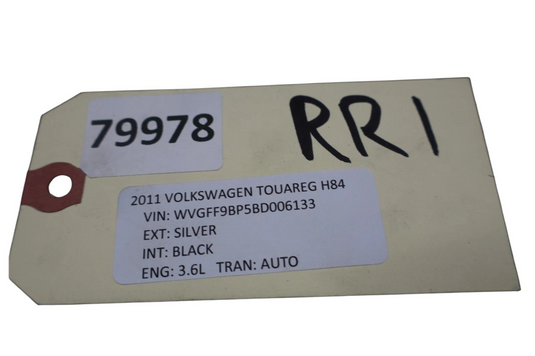 79978
RR1
2011 VOLKSWAGEN TOUAREG H84
VIN: WVGFF9BP5BD006133
EXT: SILVER
INT: BLACK
ENG: 3.6L TRAN: AUTO